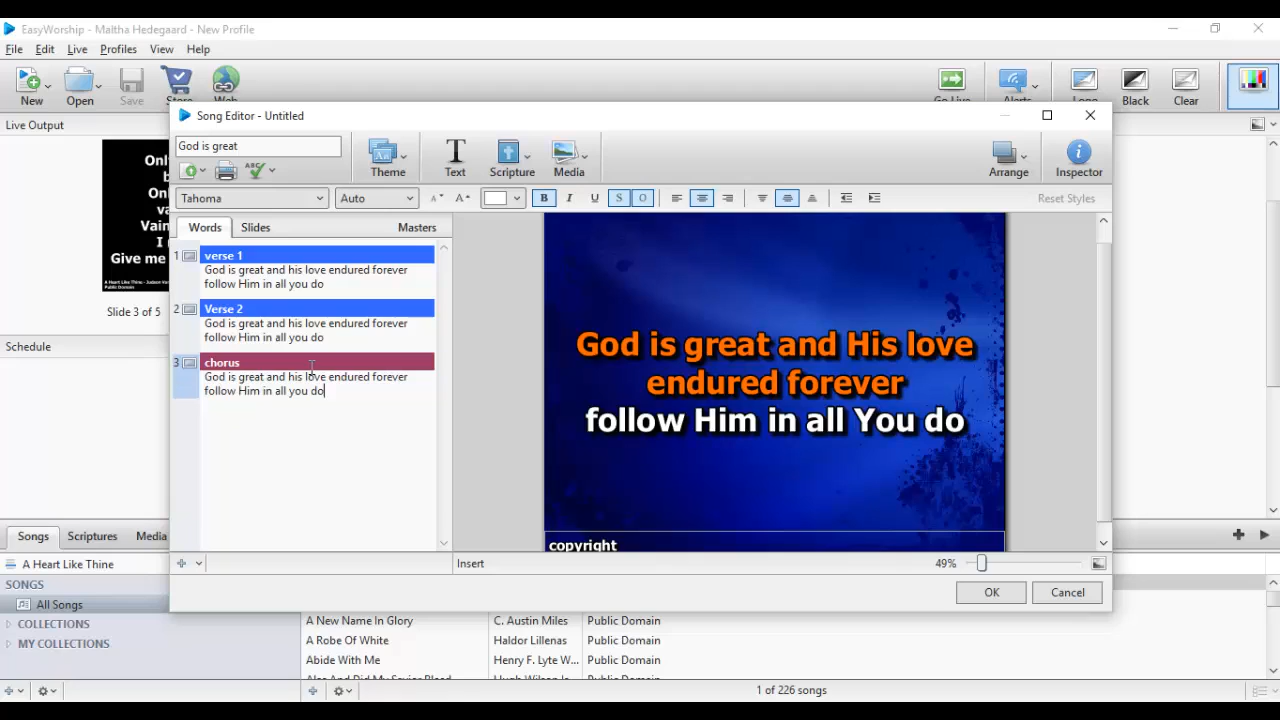 EasyWorship - Maltha Hedegaard - New Profile
File Edit Live Profiles View Help
New Open Save Store Web Go Live Alerts Logo Black Clear
Live Output
Song Editor - Untitled
God is great
Theme Text Scripture Media Arrange Inspector
ABC
Tahoma Auto B I U S O Reset Styles
Words Slides Masters
1 verse 1
God is great and his love endured forever
follow Him in all you do
2 Verse 2
God is great and his love endured forever
follow Him in all you do
3 chorus
God is great and his love endured forever
follow Him in all you do
God is great and His love
endured forever
follow Him in all You do
copyright
Slide 3 of 5
Give me
Public Domain
Schedule
Insert 49%
OK Cancel
Songs Scriptures Media
A Heart Like Thine
SONGS
All Songs
COLLECTIONS
MY COLLECTIONS
A New Name In Glory C. Austin Miles Public Domain
A Robe Of White Haldor Lillenas Public Domain
Abide With Me Henry F. Lyte W... Public Domain
1 of 226 songs